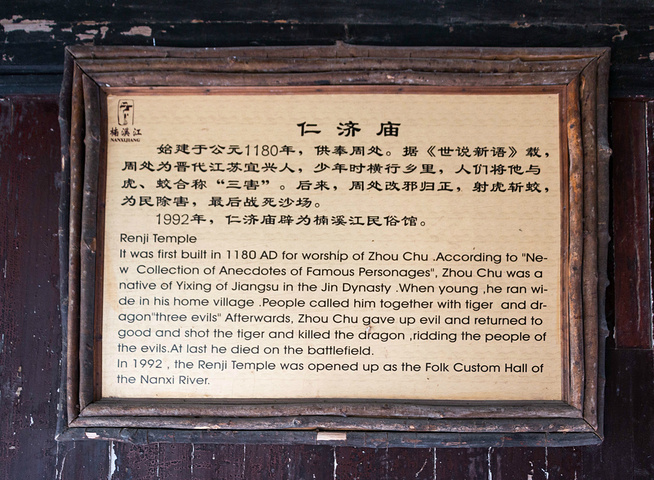 楠溪江
NANXIJIANG
仁济庙
始建于公元1180年，供奉周处。据《世说新语》载，
周处为晋代江苏宜兴人，少年时横行乡里，人们将他与
虎、蛟合称“三害”。后来，周处改邪归正，射虎斩蛟，
为民除害，最后战死沙场。
1992年，仁济庙辟为楠溪江民俗馆。
Renji Temple
It was first built in 1180 AD for worship of Zhou Chu .According to "Ne-
w Collection of Anecdotes of Famous Personages", Zhou Chu was a
native of Yixing of Jiangsu in the Jin Dynasty .When young ,he ran wi-
de in his home village .People called him together with tiger and dr-
agon"three evils" Afterwards, Zhou Chu gave up evil and returned to
good and shot the tiger and killed the dragon ,ridding the people of
the evils.At last he died on the battlefield.
In 1992 , the Renji Temple was opened up as the Folk Custom Hall of
the Nanxi River.